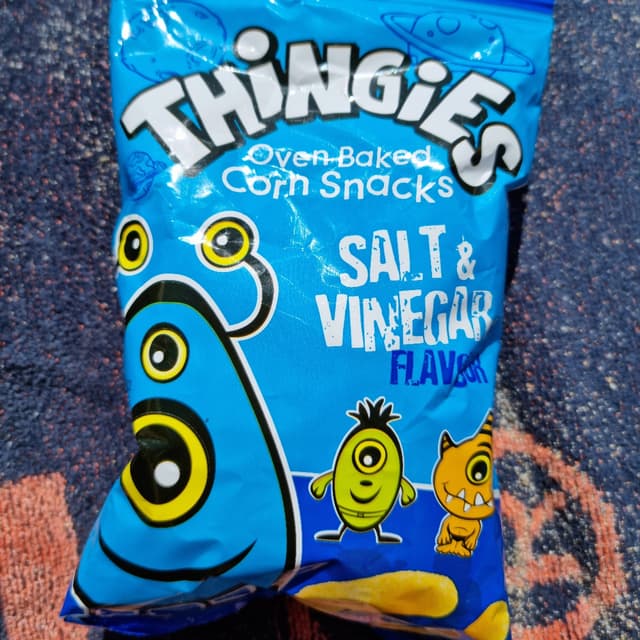 THiNGiES
Oven Baked
Corn Snacks
SALT &
VINEGAR
FLAVOUR